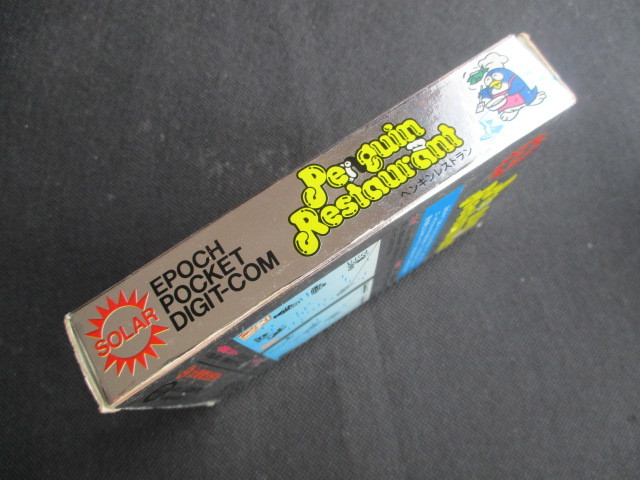 SOLAR
EPOCH
POCKET
DIGIT-COM
Penguin
Restaurant
ペンギンレストラン